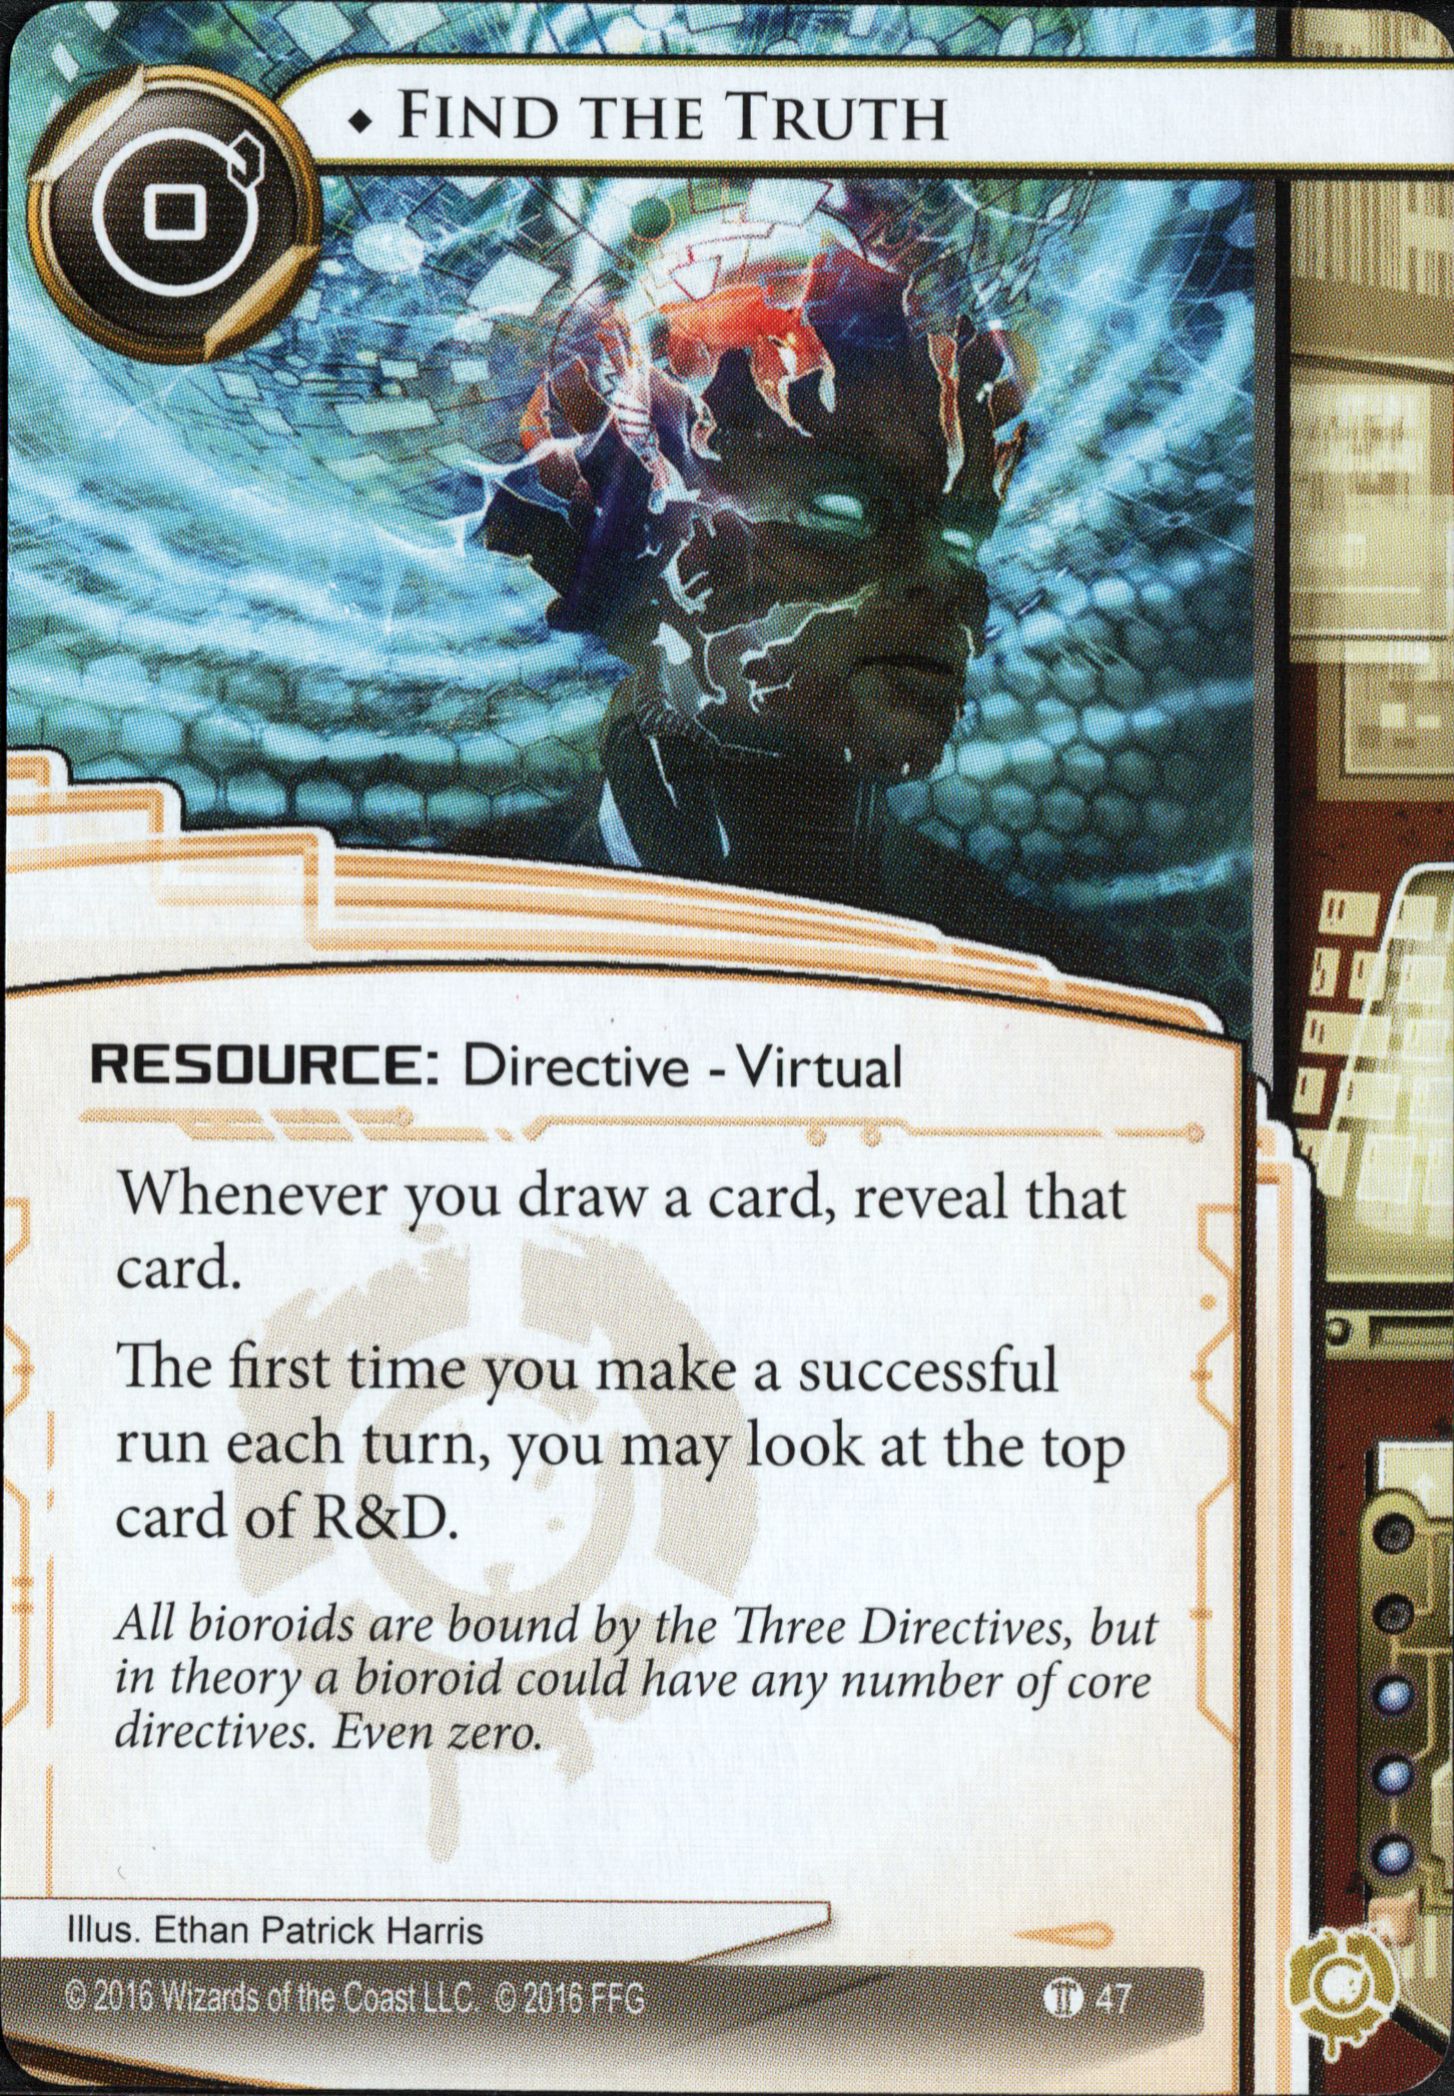 ◆ FIND THE TRUTH
0
RESOURCE: Directive - Virtual
Whenever you draw a card, reveal that
card.
The first time you make a successful
run each turn, you may look at the top
card of R&D.
All bioroids are bound by the Three Directives, but
in theory a bioroid could have any number of core
directives. Even zero.
Illus. Ethan Patrick Harris
© 2016 Wizards of the Coast LLC. © 2016 FFG
47